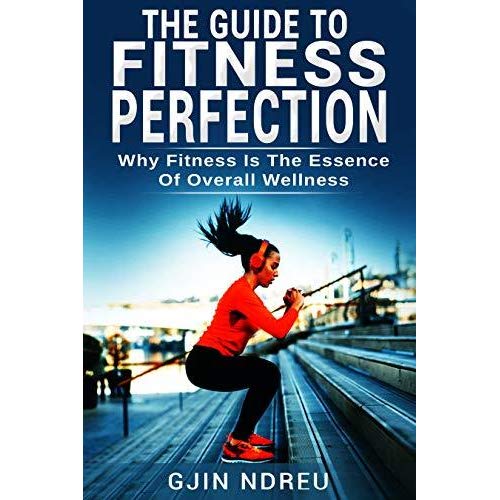 THE GUIDE TO
FITNESS
PERFECTION
Why Fitness Is The Essence
Of Overall Wellness
GJIN NDREU